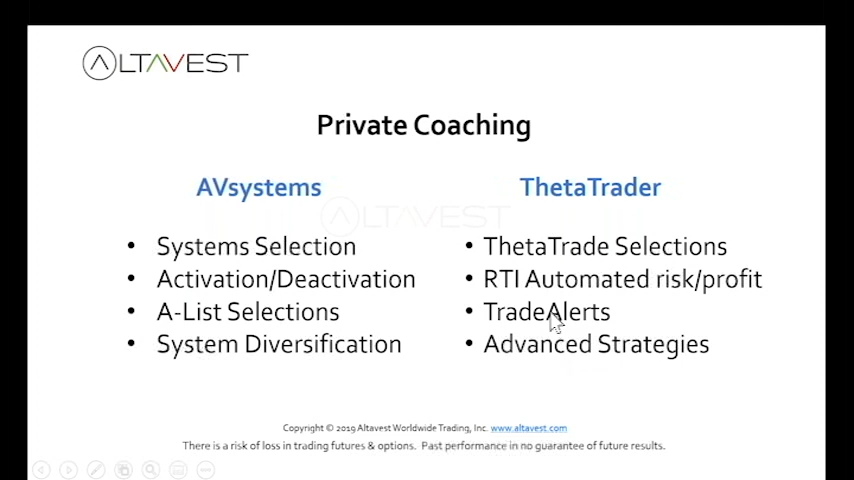 ALTAVEST
Private Coaching
AVsystems
• Systems Selection
• Activation/Deactivation
• A-List Selections
• System Diversification
ThetaTrader
• ThetaTrade Selections
• RTI Automated risk/profit
• TradeAlerts
• Advanced Strategies
ALTAVEST
Copyright © 2019 Altavest Worldwide Trading, Inc. www.altavest.com
There is a risk of loss in trading futures & options. Past performance in no guarantee of future results.